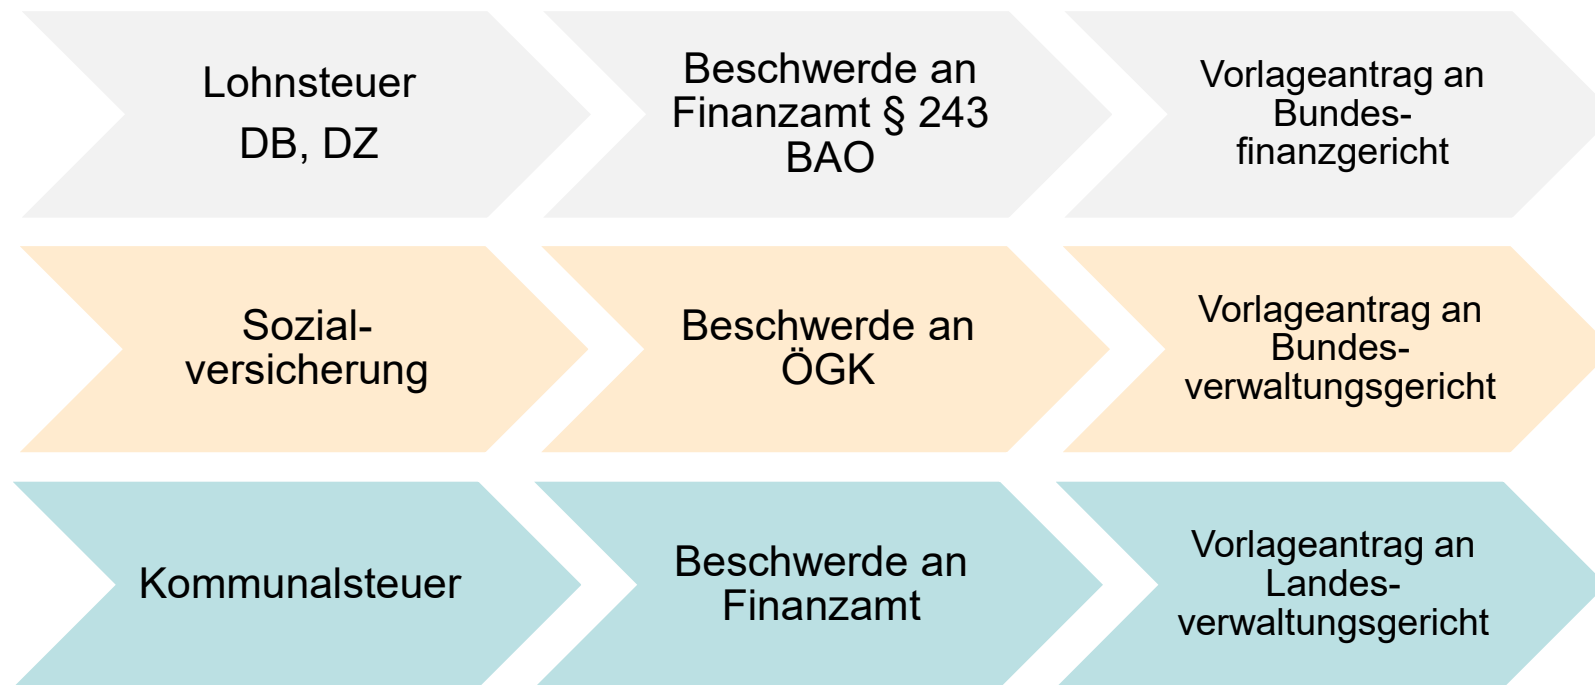 Lohnsteuer
DB, DZ
Beschwerde an
Finanzamt § 243
BAO
Vorlageantrag an
Bundes-
finanzgericht
Sozial-
versicherung
Beschwerde an
ÖGK
Vorlageantrag an
Bundes-
verwaltungsgericht
Kommunalsteuer
Beschwerde an
Finanzamt
Vorlageantrag an
Landes-
verwaltungsgericht